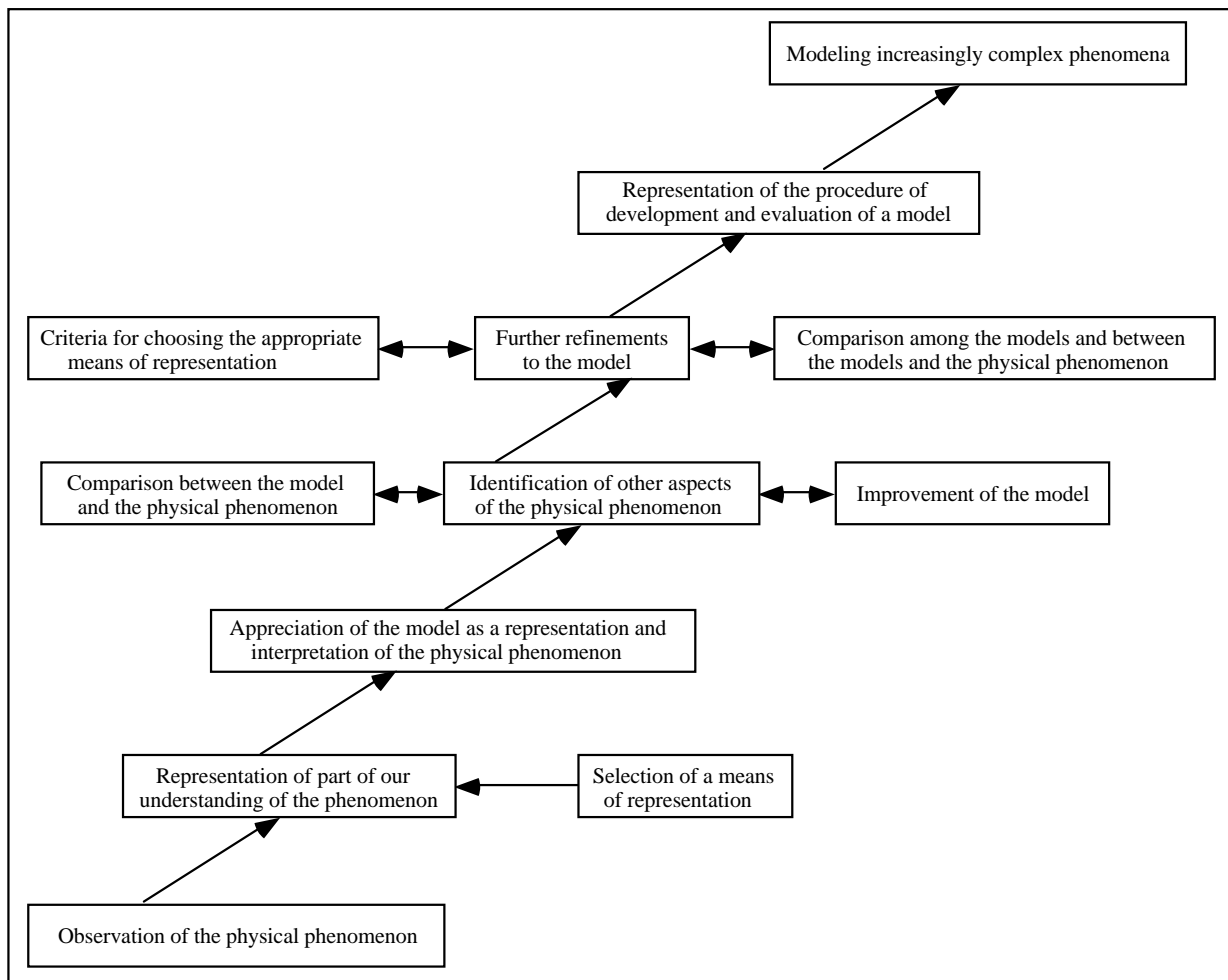 Modeling increasingly complex phenomena
Representation of the procedure of
development and evaluation of a model
Criteria for choosing the appropriate
means of representation
Further refinements
to the model
Comparison among the models and between
the models and the physical phenomenon
Comparison between the model
and the physical phenomenon
Identification of other aspects
of the physical phenomenon
Improvement of the model
Appreciation of the model as a representation and
interpretation of the physical phenomenon
Representation of part of our
understanding of the phenomenon
Selection of a means
of representation
Observation of the physical phenomenon